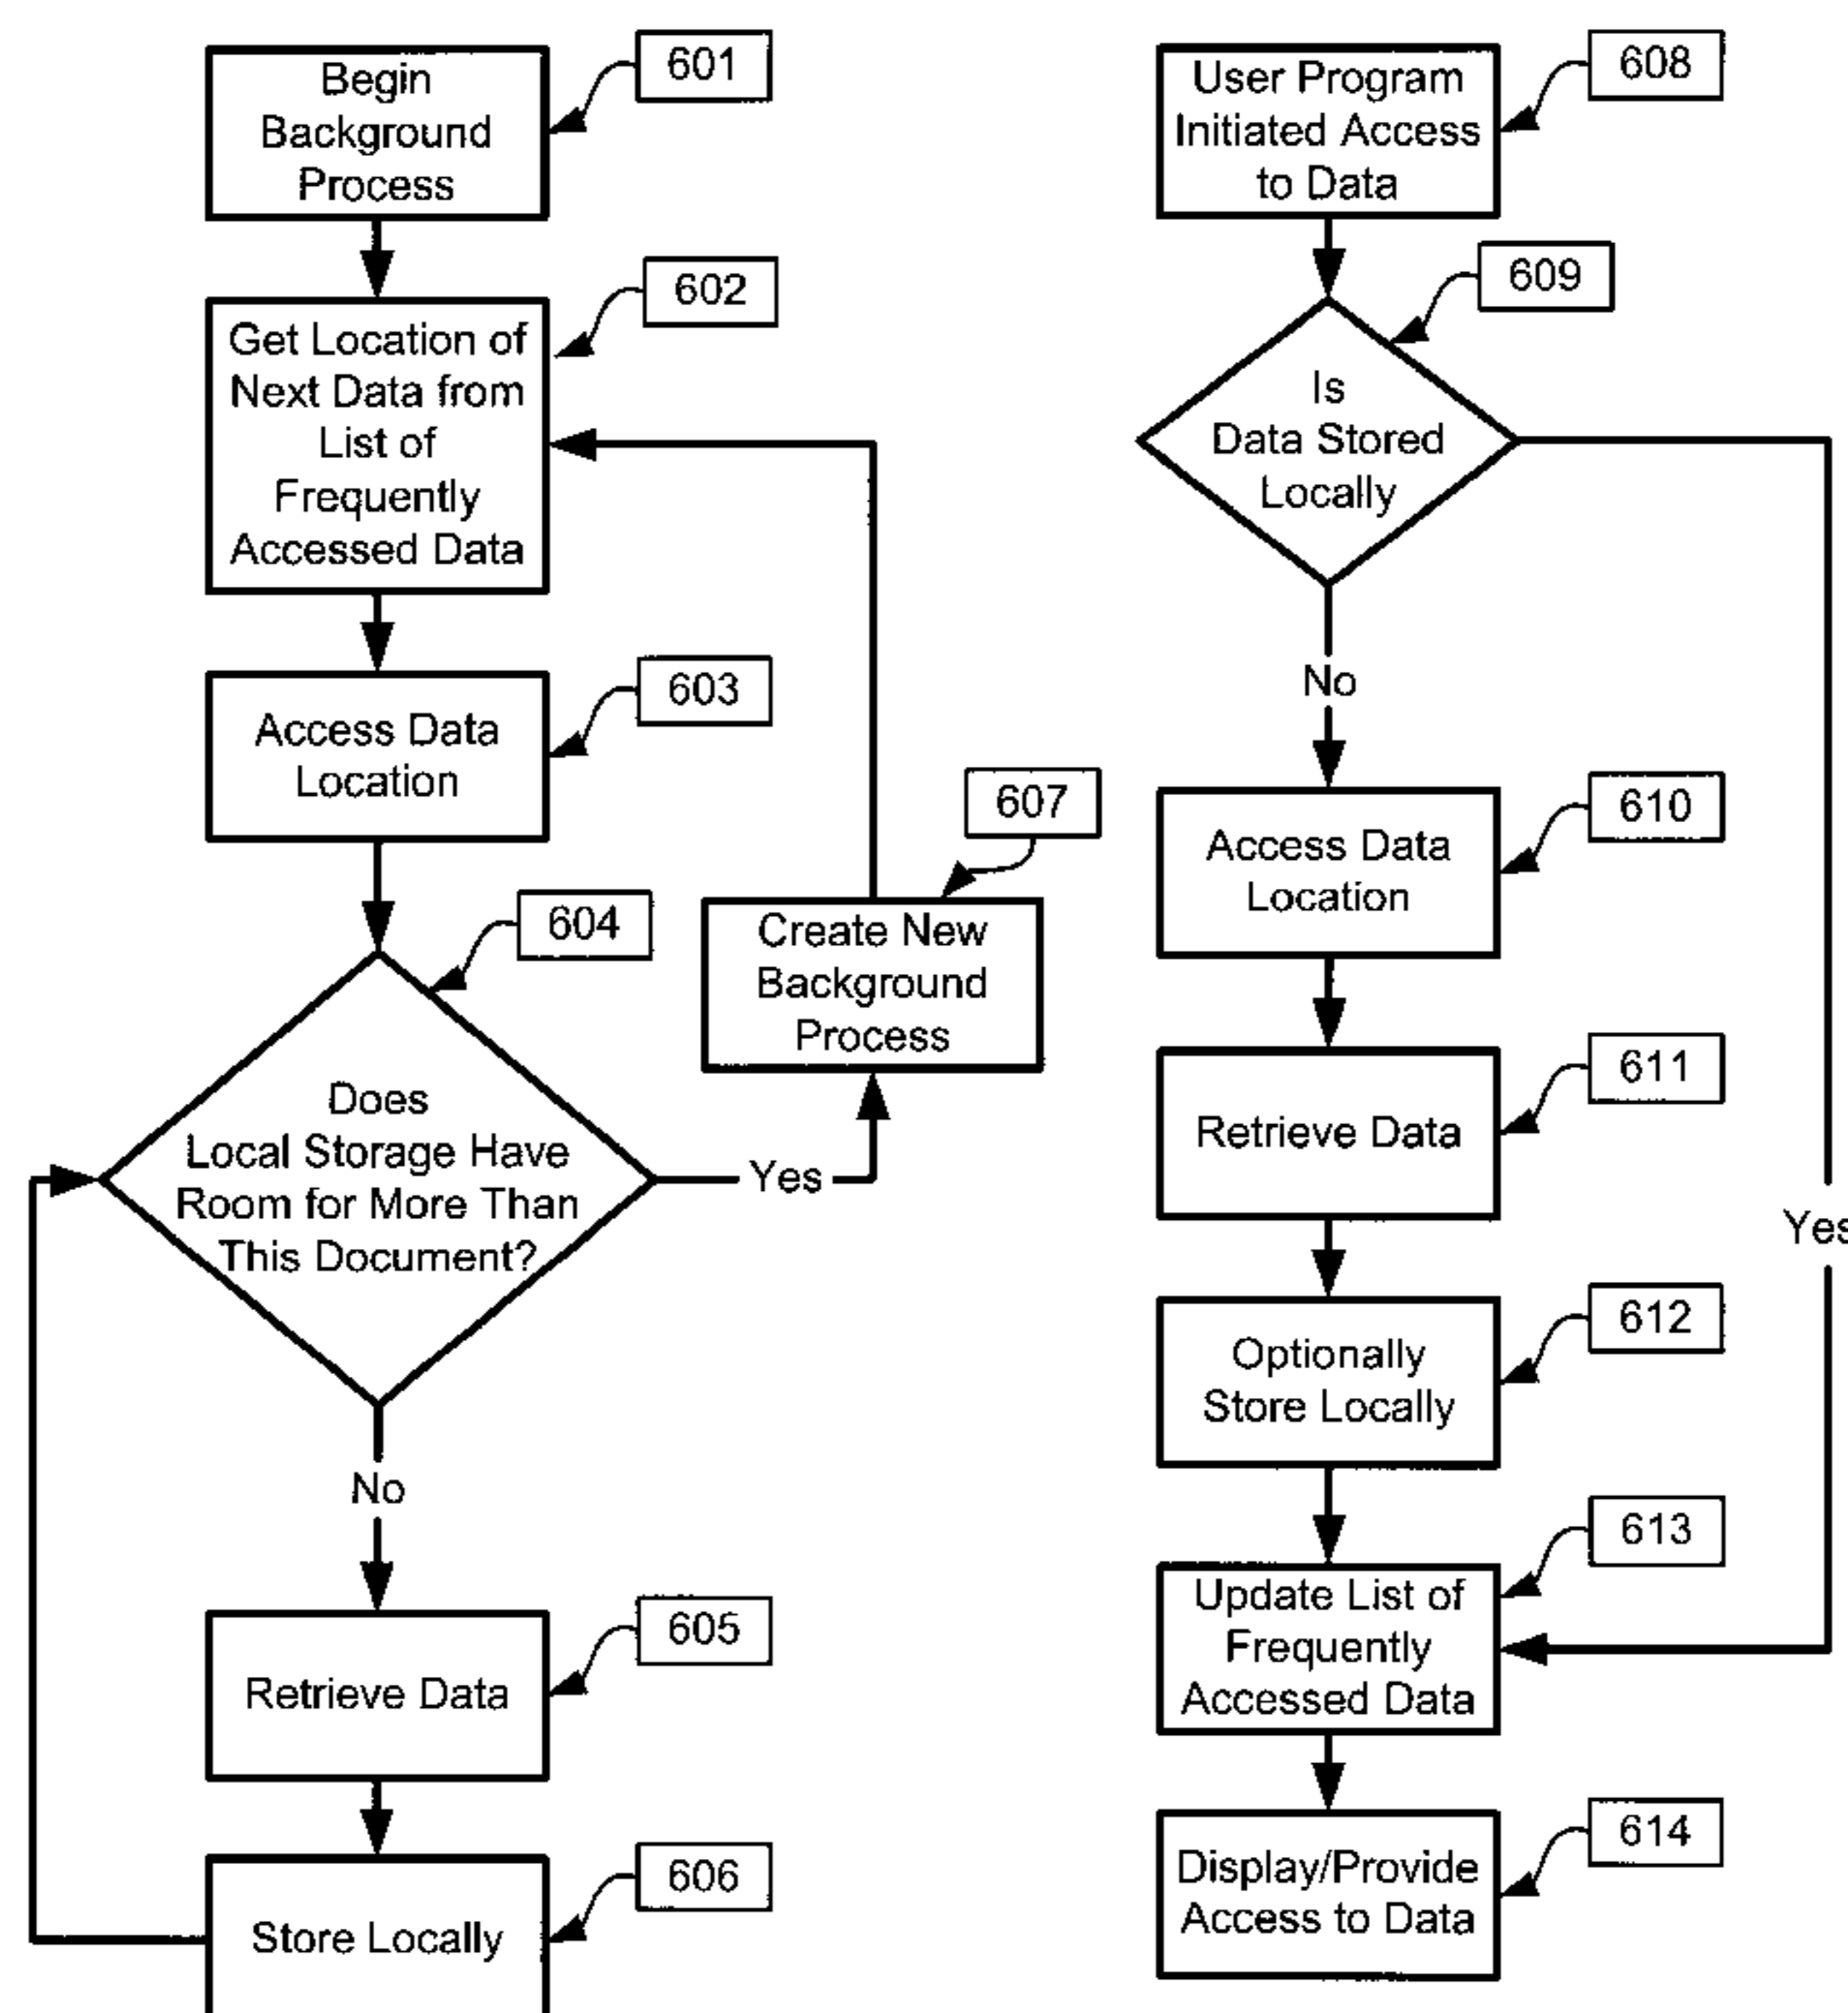 Begin
Background
Process
601
Get Location of
Next Data from
List of
Frequently
Accessed Data
602
Access Data
Location
603
Does
Local Storage Have
Room for More Than
This Document?
604
Yes
Create New
Background
Process
607
No
Retrieve Data
605
Store Locally
606
User Program
Initiated Access
to Data
608
Is
Data Stored
Locally
609
No
Yes
Access Data
Location
610
Retrieve Data
611
Optionally
Store Locally
612
Update List of
Frequently
Accessed Data
613
Display/Provide
Access to Data
614